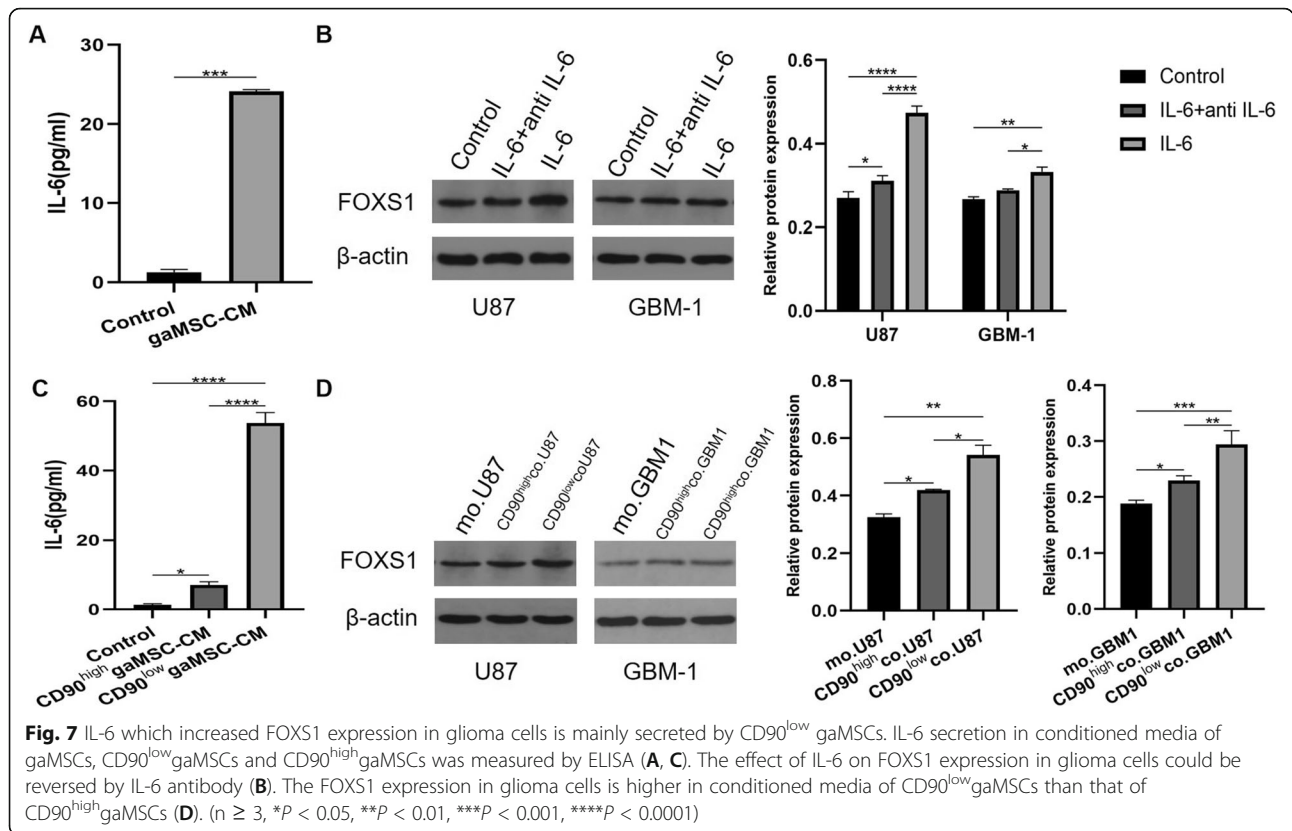 A
30
20
10
0
IL-6(pg/ml)
***
Control
gaMSC-CM
B
Control
IL-6+anti IL-6
IL-6
Control
IL-6+anti IL-6
IL-6
FOXS1
β-actin
U87
GBM-1
Relative protein expression
0.6
0.4
0.2
0.0
****
****
*
**
*
U87
GBM-1
Control
IL-6+anti IL-6
IL-6
C
60
40
20
0
IL-6(pg/ml)
****
****
*
Control
CD90high gaMSC-CM
CD90low gaMSC-CM
D
mo.U87
CD90highco.U87
CD90lowcoU87
mo.GBM1
CD90highco.GBM1
CD90highco.GBM1
FOXS1
β-actin
U87
GBM-1
Relative protein expression
0.8
0.6
0.4
0.2
0.0
**
*
*
mo.U87
CD90high co.U87
CD90low co.U87
Relative protein expression
0.4
0.3
0.2
0.1
0.0
***
**
*
mo.GBM1
CD90high co.GBM1
CD90low co.GBM1
Fig. 7 IL-6 which increased FOXS1 expression in glioma cells is mainly secreted by CD90low gaMSCs. IL-6 secretion in conditioned media of
gaMSCs, CD90lowgaMSCs and CD90highgaMSCs was measured by ELISA (A, C). The effect of IL-6 on FOXS1 expression in glioma cells could be
reversed by IL-6 antibody (B). The FOXS1 expression in glioma cells is higher in conditioned media of CD90lowgaMSCs than that of
CD90highgaMSCs (D). (n ≥ 3, *P < 0.05, **P < 0.01, ***P < 0.001, ****P < 0.0001)